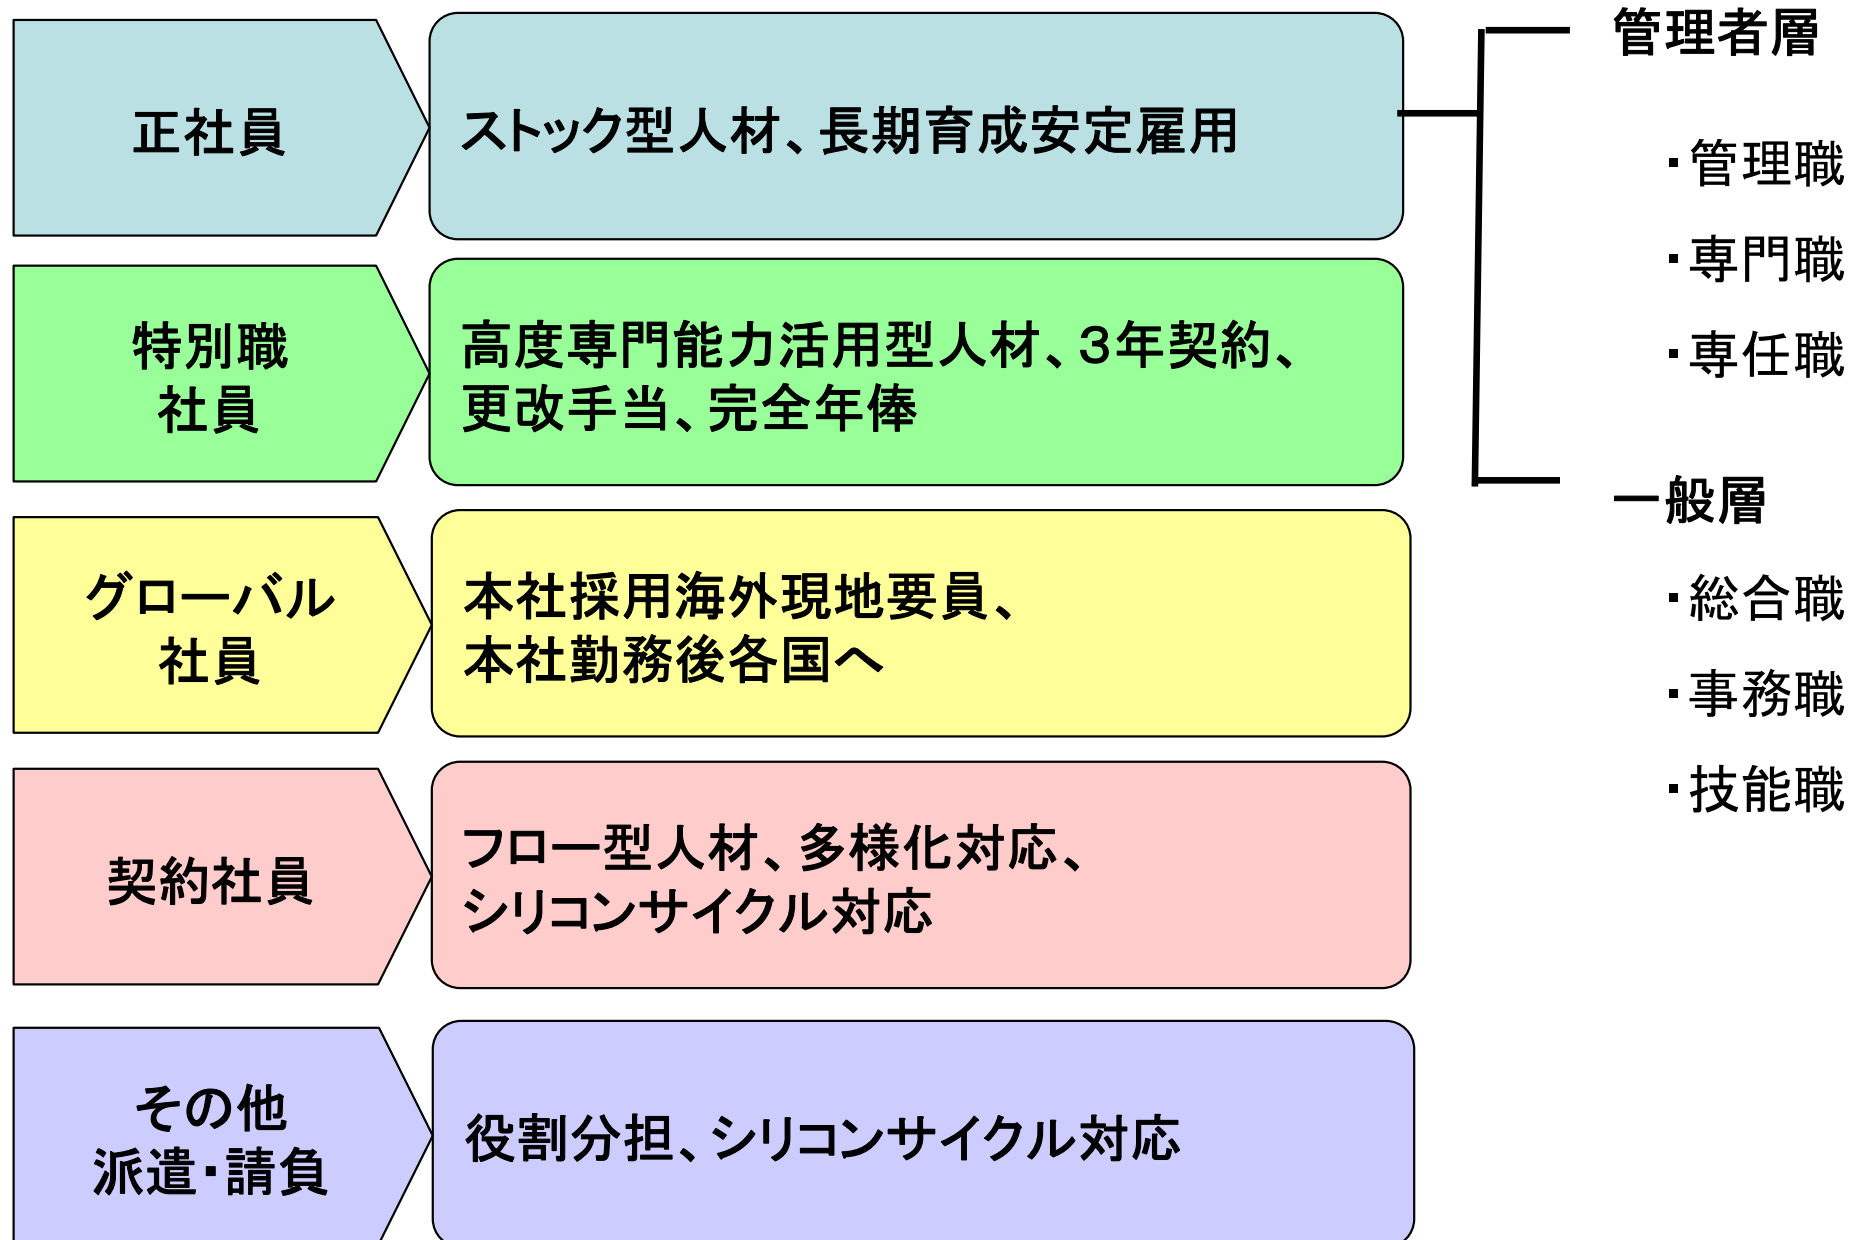 正社員
ストック型人材、長期育成安定雇用
特別職
社員
高度専門能力活用型人材、３年契約、
更改手当、完全年俸
グローバル
社員
本社採用海外現地要員、
本社勤務後各国へ
契約社員
フロー型人材、多様化対応、
シリコンサイクル対応
その他
派遣・請負
役割分担、シリコンサイクル対応
管理者層
・管理職
・専門職
・専任職
一般層
・総合職
・事務職
・技能職